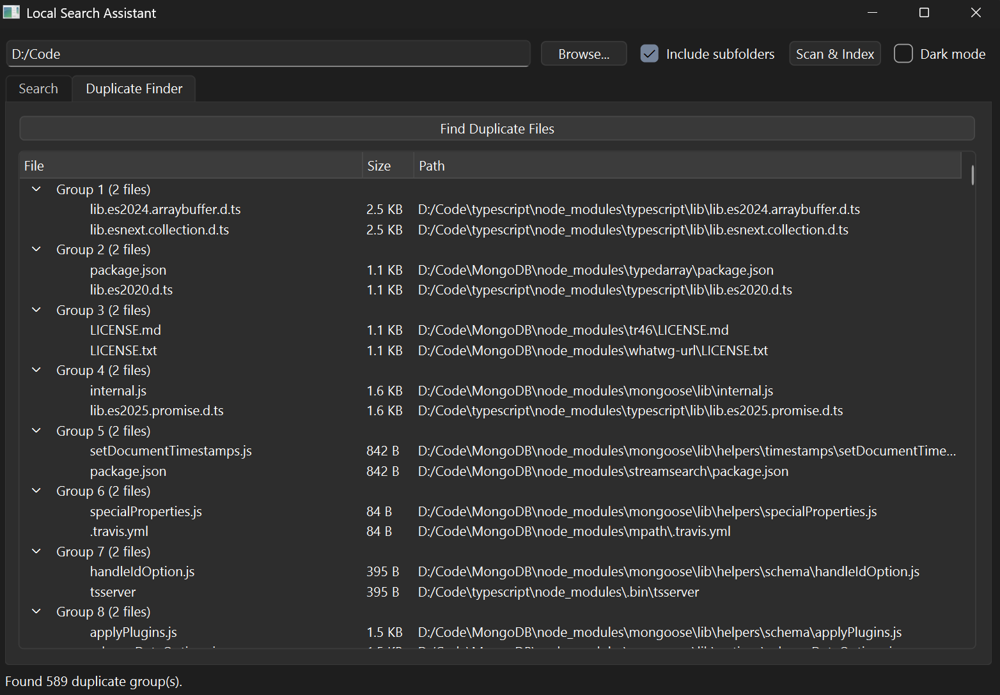 Local Search Assistant
D:/Code Browse... Include subfolders Scan & Index Dark mode
Search Duplicate Finder
Find Duplicate Files
File Size Path
Group 1 (2 files)
lib.es2024.arraybuffer.d.ts 2.5 KB D:/Code\typescript\node_modules\typescript\lib\lib.es2024.arraybuffer.d.ts
lib.esnext.collection.d.ts 2.5 KB D:/Code\typescript\node_modules\typescript\lib\lib.esnext.collection.d.ts
Group 2 (2 files)
package.json 1.1 KB D:/Code\MongoDB\node_modules\typedarray\package.json
lib.es2020.d.ts 1.1 KB D:/Code\typescript\node_modules\typescript\lib\lib.es2020.d.ts
Group 3 (2 files)
LICENSE.md 1.1 KB D:/Code\MongoDB\node_modules\tr46\LICENSE.md
LICENSE.txt 1.1 KB D:/Code\MongoDB\node_modules\whatwg-url\LICENSE.txt
Group 4 (2 files)
internal.js 1.6 KB D:/Code\MongoDB\node_modules\mongoose\lib\internal.js
lib.es2025.promise.d.ts 1.6 KB D:/Code\typescript\node_modules\typescript\lib\lib.es2025.promise.d.ts
Group 5 (2 files)
setDocumentTimestamps.js 842 B D:/Code\MongoDB\node_modules\mongoose\lib\helpers\timestamps\setDocumentTime...
package.json 842 B D:/Code\MongoDB\node_modules\streamsearch\package.json
Group 6 (2 files)
specialProperties.js 84 B D:/Code\MongoDB\node_modules\mongoose\lib\helpers\specialProperties.js
.travis.yml 84 B D:/Code\MongoDB\node_modules\mpath\.travis.yml
Group 7 (2 files)
handleIdOption.js 395 B D:/Code\MongoDB\node_modules\mongoose\lib\helpers\schema\handleIdOption.js
tsserver 395 B D:/Code\typescript\node_modules\.bin\tsserver
Group 8 (2 files)
applyPlugins.js 1.5 KB D:/Code\MongoDB\node_modules\mongoose\lib\helpers\schema\applyPlugins.js
Found 589 duplicate group(s).